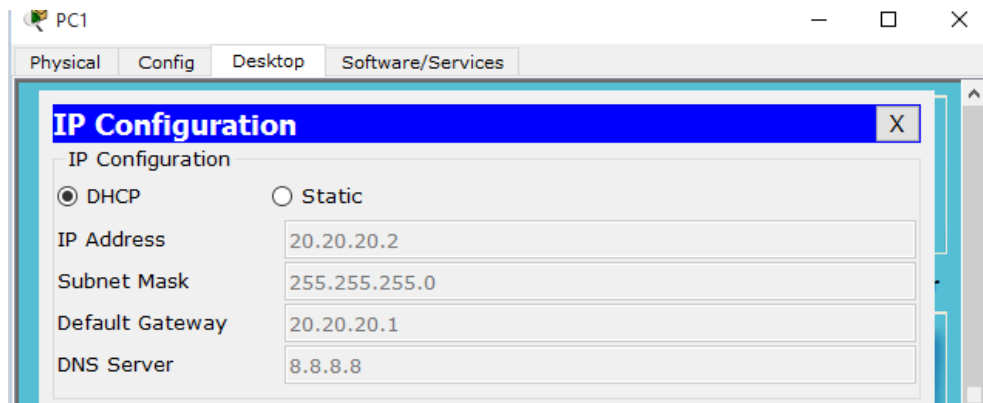 PC1
Physical Config Desktop Software/Services
IP Configuration X
IP Configuration
DHCP Static
IP Address 20.20.20.2
Subnet Mask 255.255.255.0
Default Gateway 20.20.20.1
DNS Server 8.8.8.8